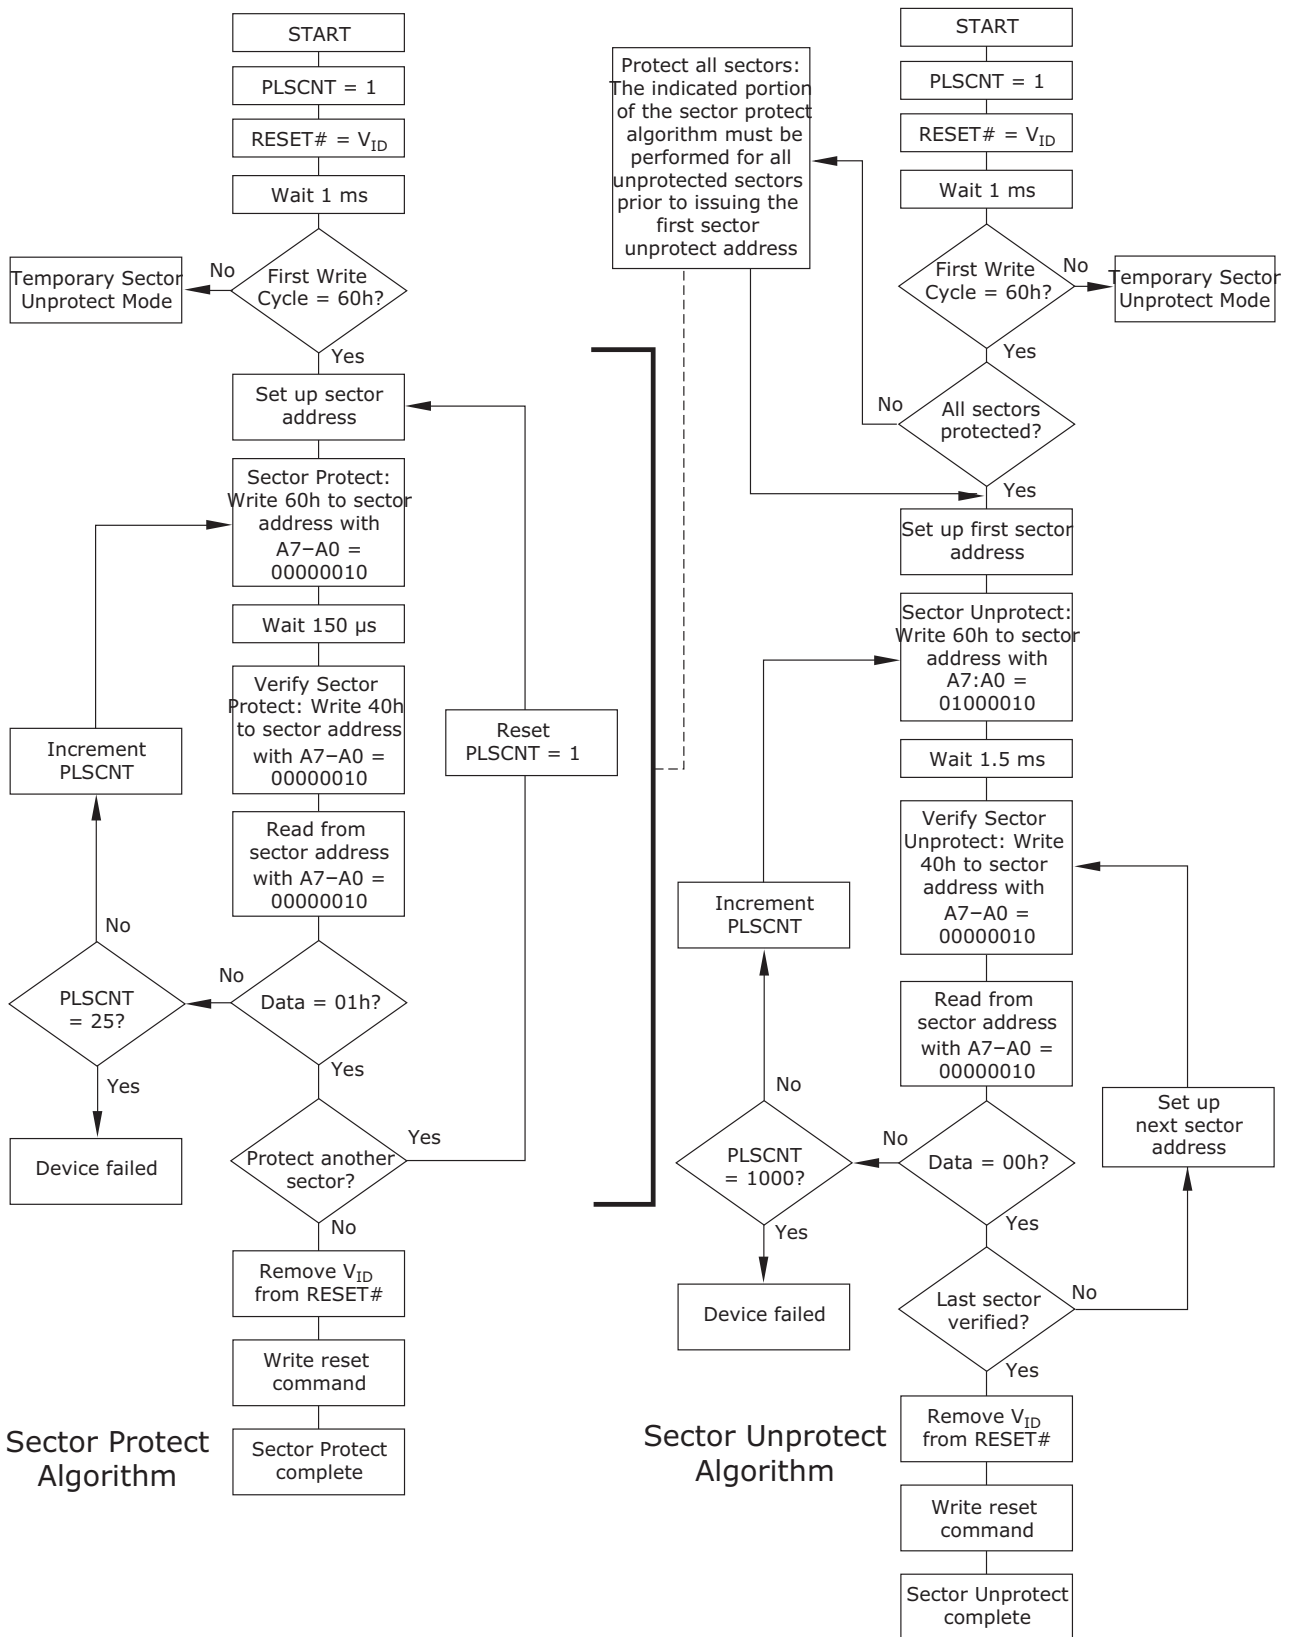 START
PLSCNT = 1
RESET# = VID
Wait 1 ms
First Write
Cycle = 60h?
No
Temporary Sector
Unprotect Mode
Yes
Set up sector
address
Sector Protect:
Write 60h to sector
address with
A7–A0 =
00000010
Wait 150 µs
Verify Sector
Protect: Write 40h
to sector address
with A7–A0 =
00000010
Read from
sector address
with A7–A0 =
00000010
Data = 01h?
No
PLSCNT
= 25?
No
Increment
PLSCNT
Yes
Device failed
Yes
Protect another
sector?
Yes
Reset
PLSCNT = 1
No
Remove VID
from RESET#
Write reset
command
Sector Protect
complete
Sector Protect
Algorithm
Protect all sectors:
The indicated portion
of the sector protect
algorithm must be
performed for all
unprotected sectors
prior to issuing the
first sector
unprotect address
START
PLSCNT = 1
RESET# = VID
Wait 1 ms
First Write
Cycle = 60h?
No
Temporary Sector
Unprotect Mode
Yes
All sectors
protected?
No
Yes
Set up first sector
address
Sector Unprotect:
Write 60h to sector
address with
A7:A0 =
01000010
Wait 1.5 ms
Verify Sector
Unprotect: Write
40h to sector
address with
A7–A0 =
00000010
Read from
sector address
with A7–A0 =
00000010
Data = 00h?
No
PLSCNT
= 1000?
No
Increment
PLSCNT
Yes
Device failed
Yes
Last sector
verified?
No
Set up
next sector
address
Yes
Remove VID
from RESET#
Write reset
command
Sector Unprotect
complete
Sector Unprotect
Algorithm